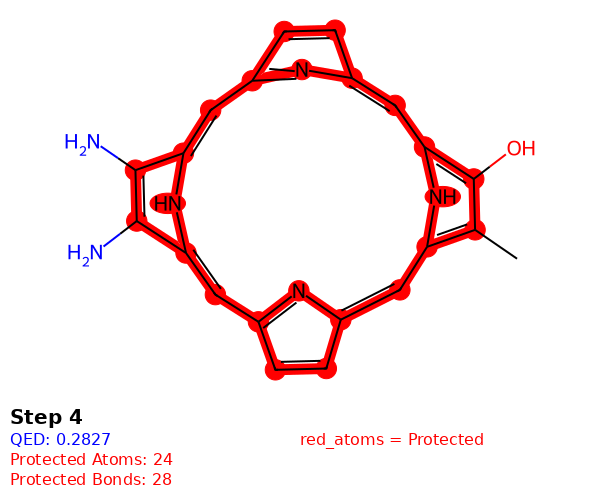 N
OH
H₂N
NH
HN
H₂N
N
Step 4
QED: 0.2827
red_atoms = Protected
Protected Atoms: 24
Protected Bonds: 28